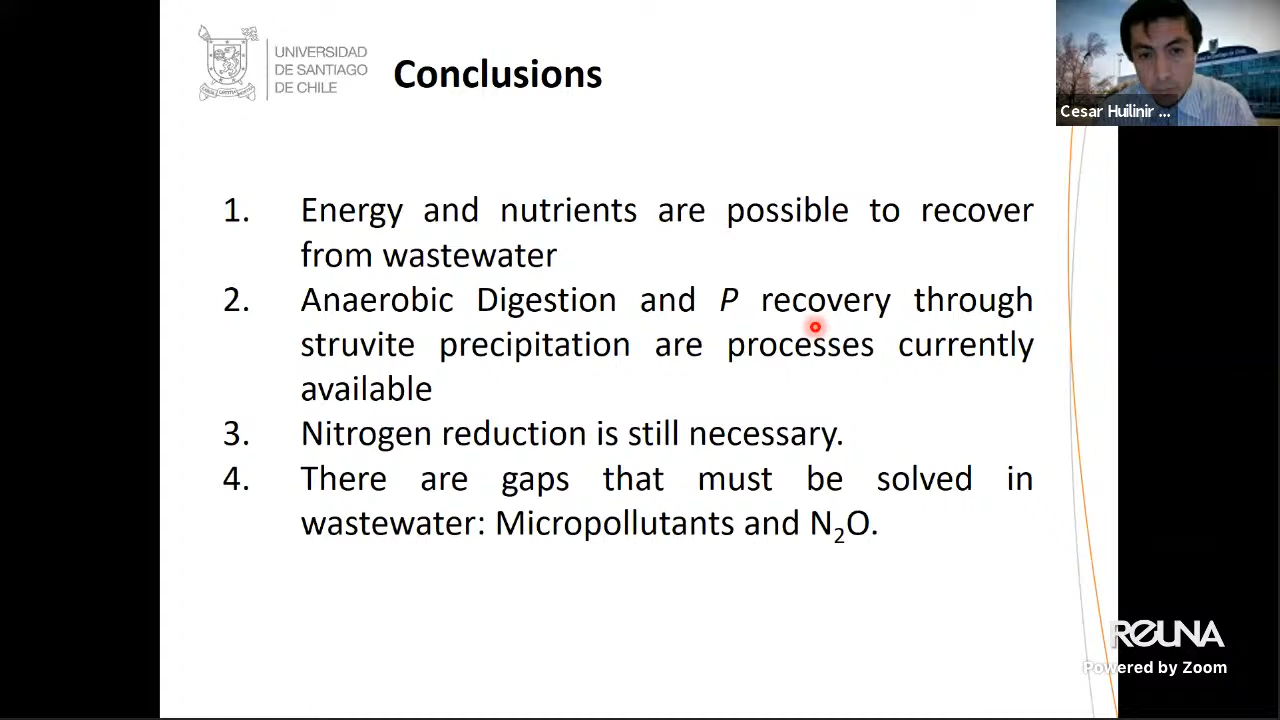 UNIVERSIDAD
DE SANTIAGO
DE CHILE
Conclusions
Cesar Huilinir ...
1. Energy and nutrients are possible to recover
from wastewater
2. Anaerobic Digestion and P recovery through
struvite precipitation are processes currently
available
3. Nitrogen reduction is still necessary.
4. There are gaps that must be solved in
wastewater: Micropollutants and N₂O.
REUNA
Powered by Zoom